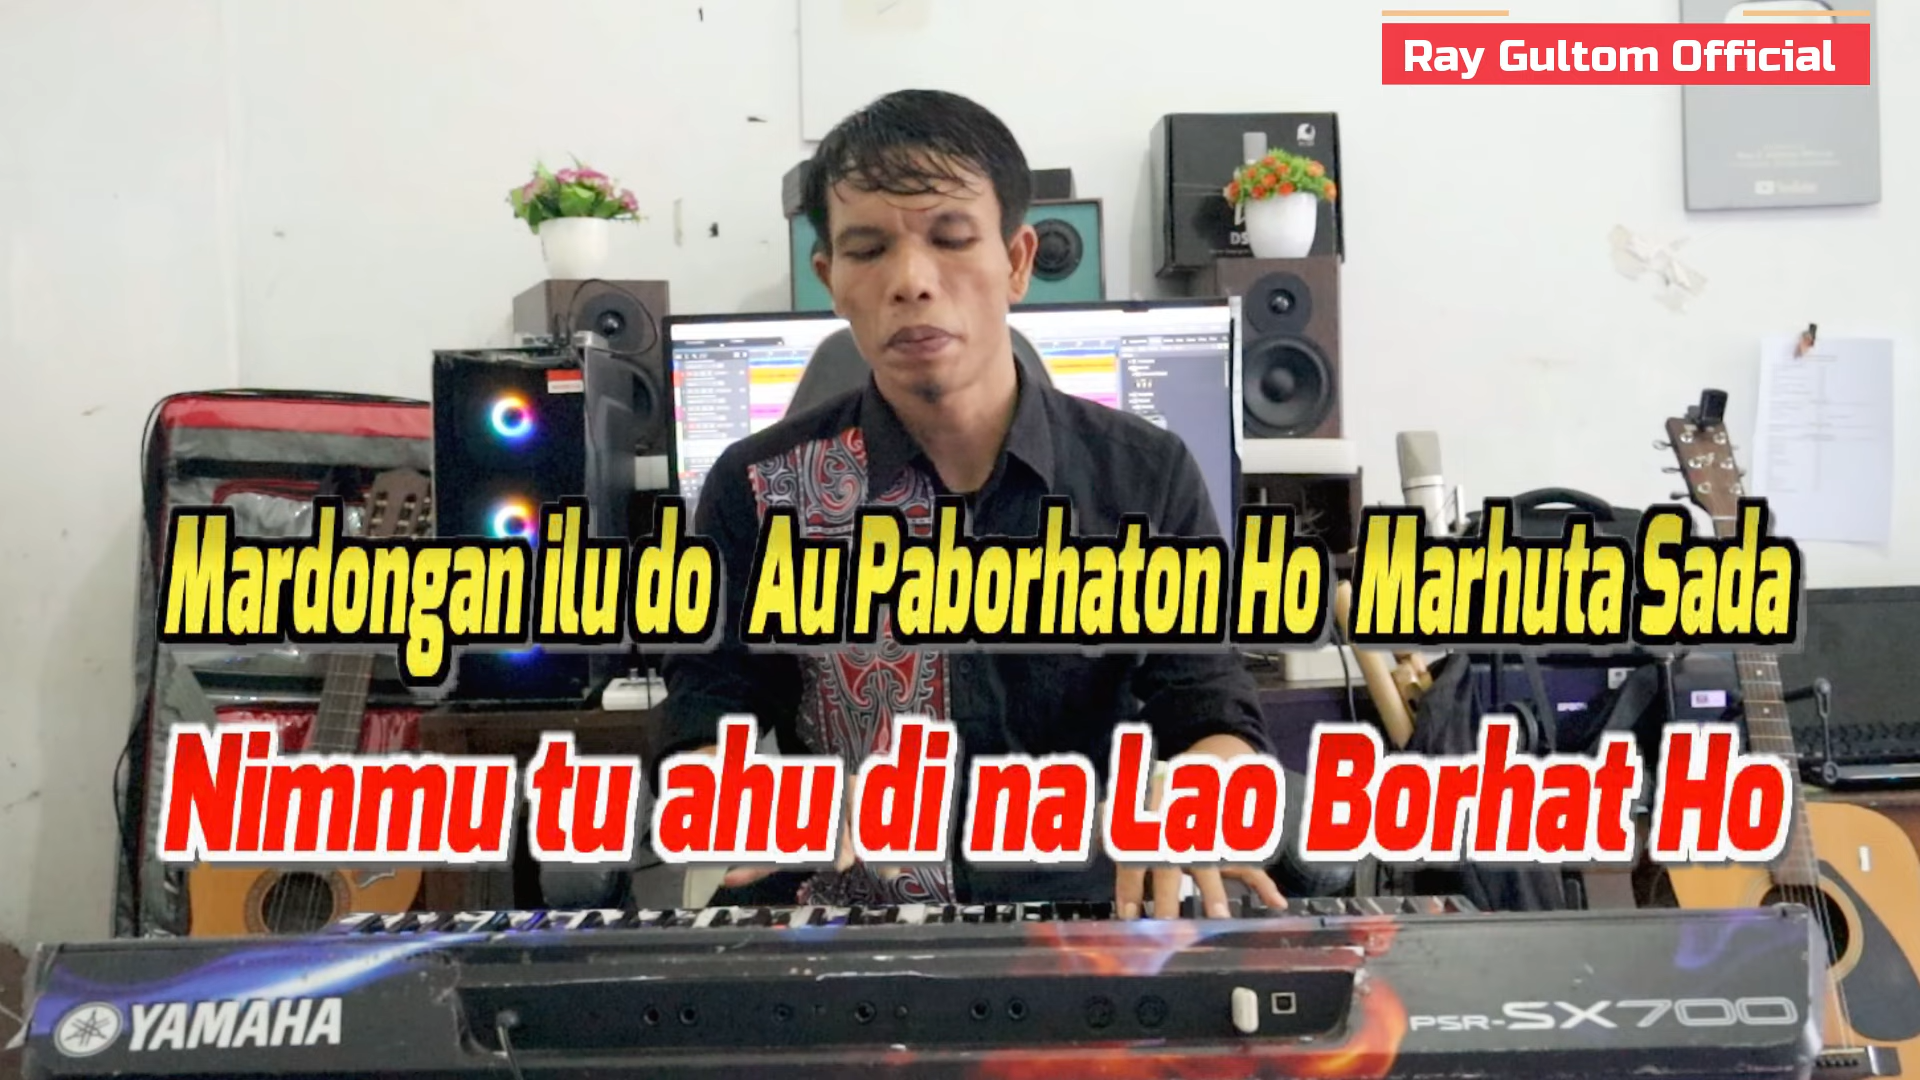 Ray Gultom Official
Mardongan ilu do Au Paborhaton Ho Marhuta Sada
Nimmu tu ahu di na Lao Borhat Ho
YAMAHA
PSR-SX700